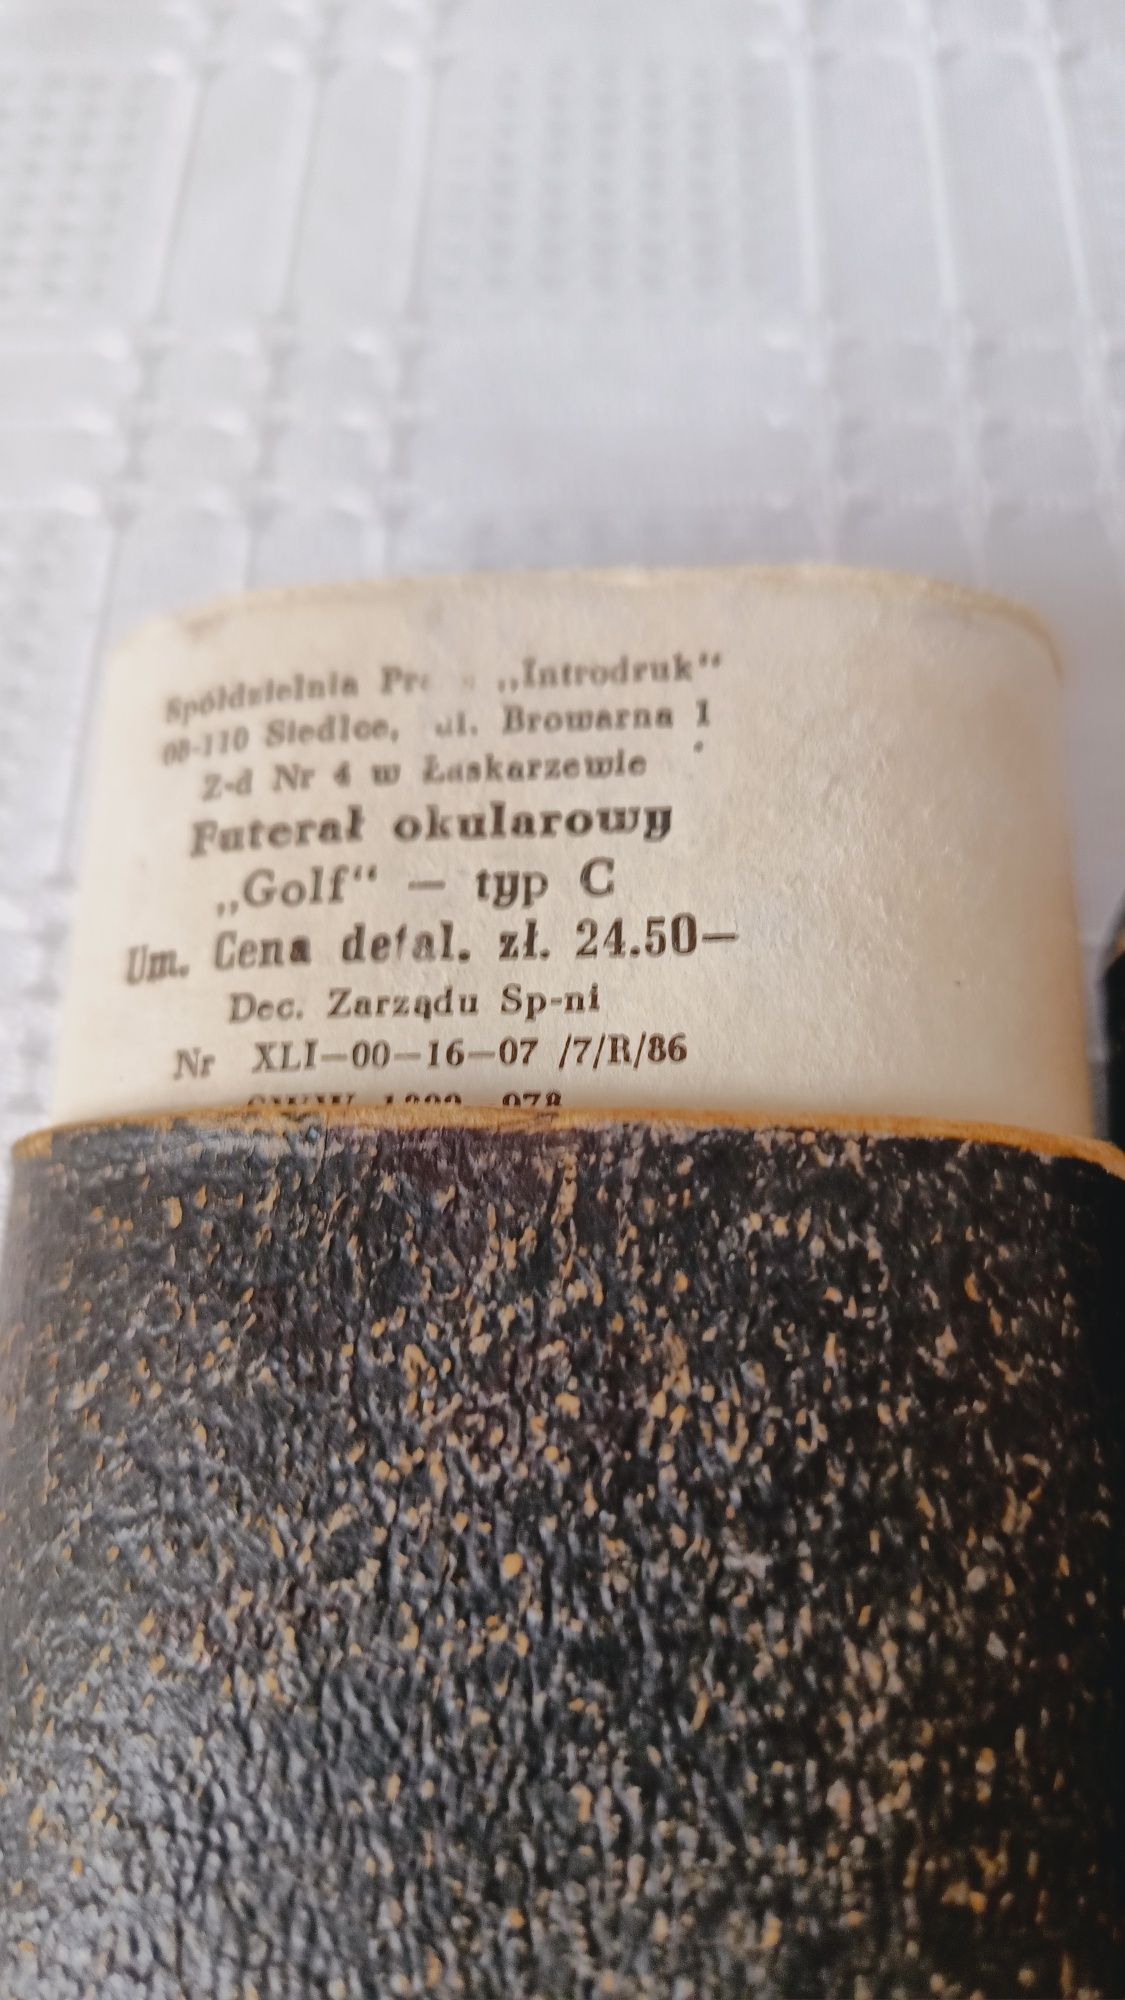 Spółdzielnia „Introdruk“
08-110 Siedlce, ul. Browarna 1
Z-d Nr 4 w Łaskarzewie
Futerał okularowy
„Golf“ — typ C
Um. Cena detal. zł. 24.50—
Dec. Zarządu Sp-ni
Nr XLI—00—16—07 /7/R/86